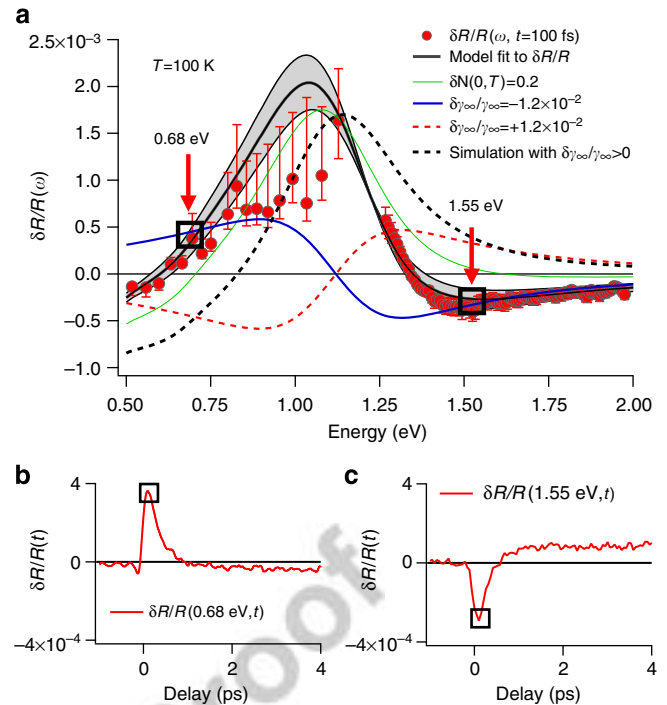 a
2.5×10⁻³
2.0
1.5
1.0
0.5
0.0
−0.5
−1.0
δR/R(ω)
T=100 K
0.68 eV
1.55 eV
δR/R(ω, t=100 fs)
Model fit to δR/R
δN(0,T)=0.2
δγ∞/γ∞=−1.2×10⁻²
δγ∞/γ∞=+1.2×10⁻²
Simulation with δγ∞/γ∞>0
0.50 0.75 1.00 1.25 1.50 1.75 2.00
Energy (eV)
b
4
0
−4×10⁻⁴
δR/R(t)
δR/R(0.68 eV,t)
0 2 4
Delay (ps)
c
4
0
−4×10⁻⁴
δR/R(t)
δR/R(1.55 eV,t)
0 2 4
Delay (ps)
proof